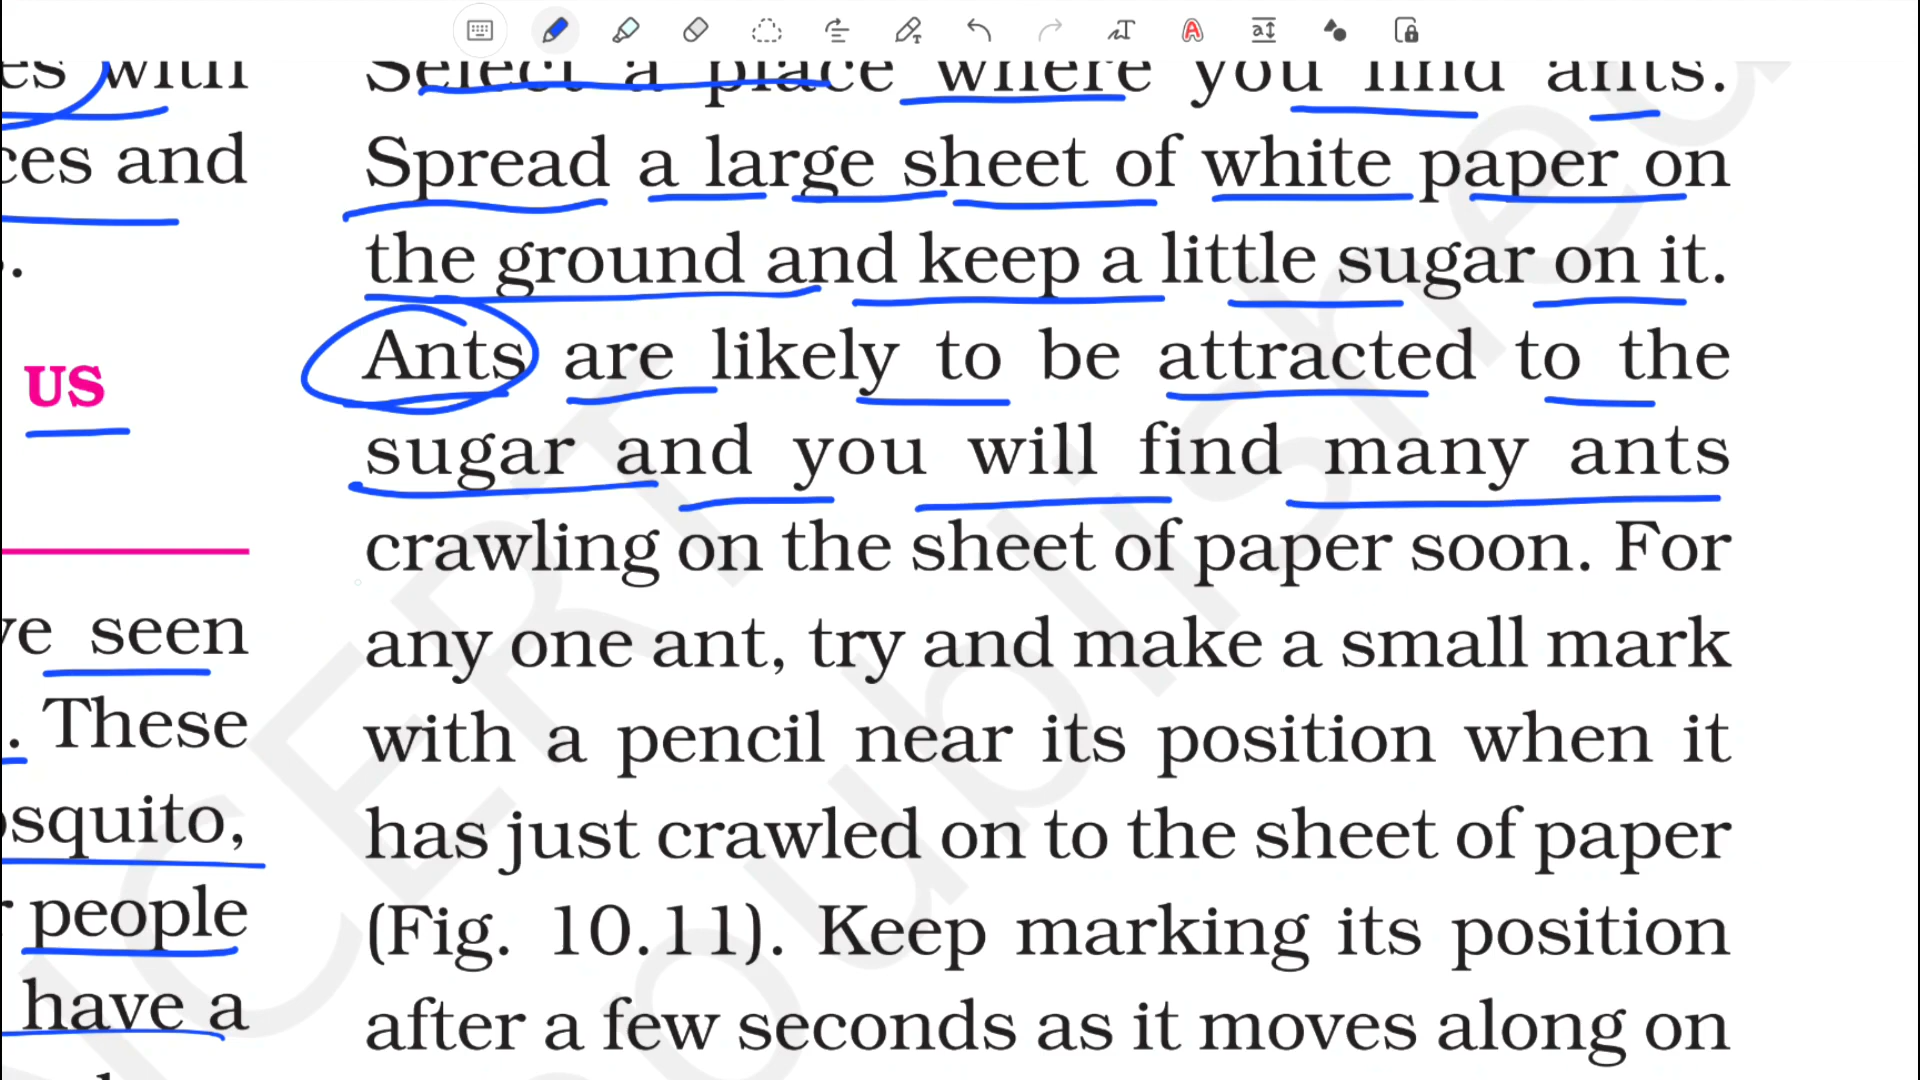 es with
ces and
.
US
ve seen
. These
osquito,
r people
have a
Select a place where you find ants.
Spread a large sheet of white paper on
the ground and keep a little sugar on it.
Ants are likely to be attracted to the
sugar and you will find many ants
crawling on the sheet of paper soon. For
any one ant, try and make a small mark
with a pencil near its position when it
has just crawled on to the sheet of paper
(Fig. 10.11). Keep marking its position
after a few seconds as it moves along on